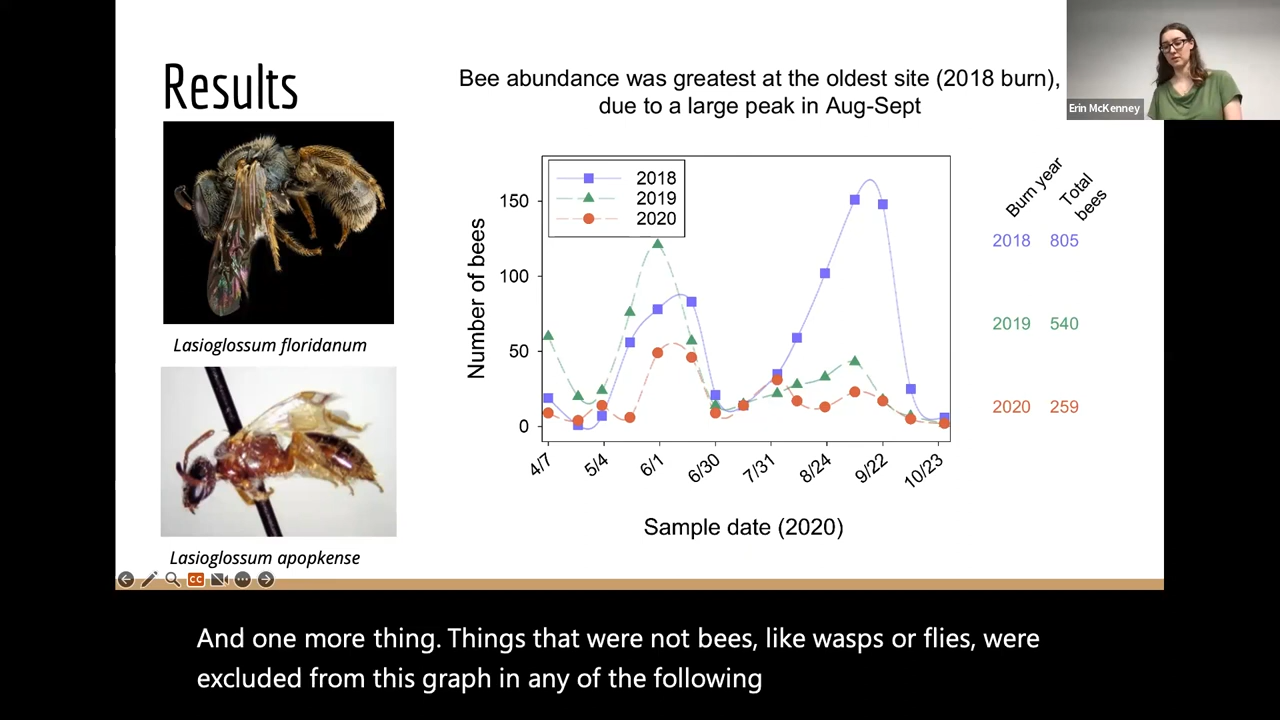 Results
Bee abundance was greatest at the oldest site (2018 burn),
due to a large peak in Aug-Sept
Erin McKenney
Lasioglossum floridanum
Lasioglossum apopkense
2018
2019
2020
Number of bees
150
100
50
0
4/7
5/4
6/1
6/30
7/31
8/24
9/22
10/23
Sample date (2020)
Burn year
Total
bees
2018 805
2019 540
2020 259
CC
And one more thing. Things that were not bees, like wasps or flies, were
excluded from this graph in any of the following